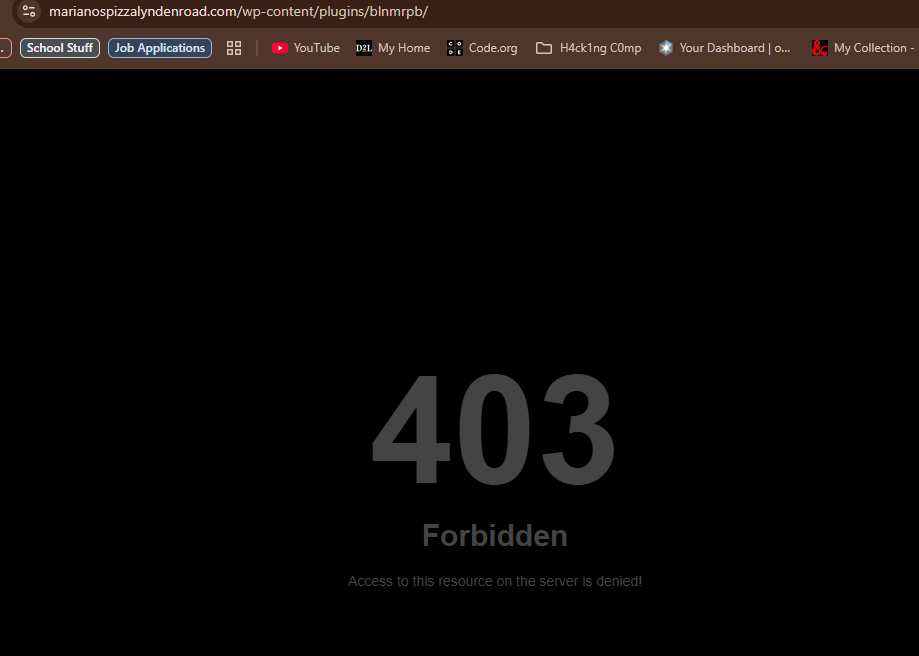 marianospizzalyndenroad.com/wp-content/plugins/blnmrpb/
. School Stuff Job Applications YouTube D2L My Home CODE Code.org H4ck1ng C0mp Your Dashboard | o... & My Collection -
403
Forbidden
Access to this resource on the server is denied!